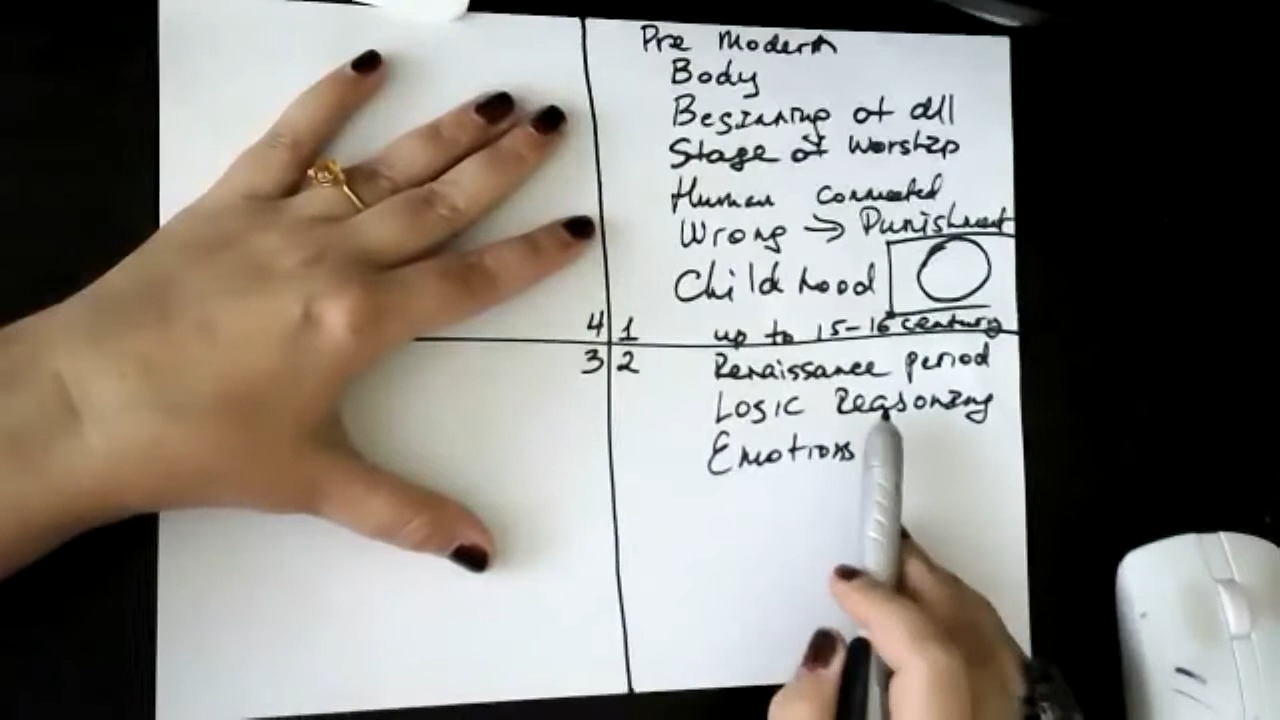 Pre Modern
Body
Beginning of all
Stage of Worship
Human connected
Wrong → Punishment
Childhood
up to 15-16 century
4 1
3 2
Renaissance period
Logic Reasoning
Emotions